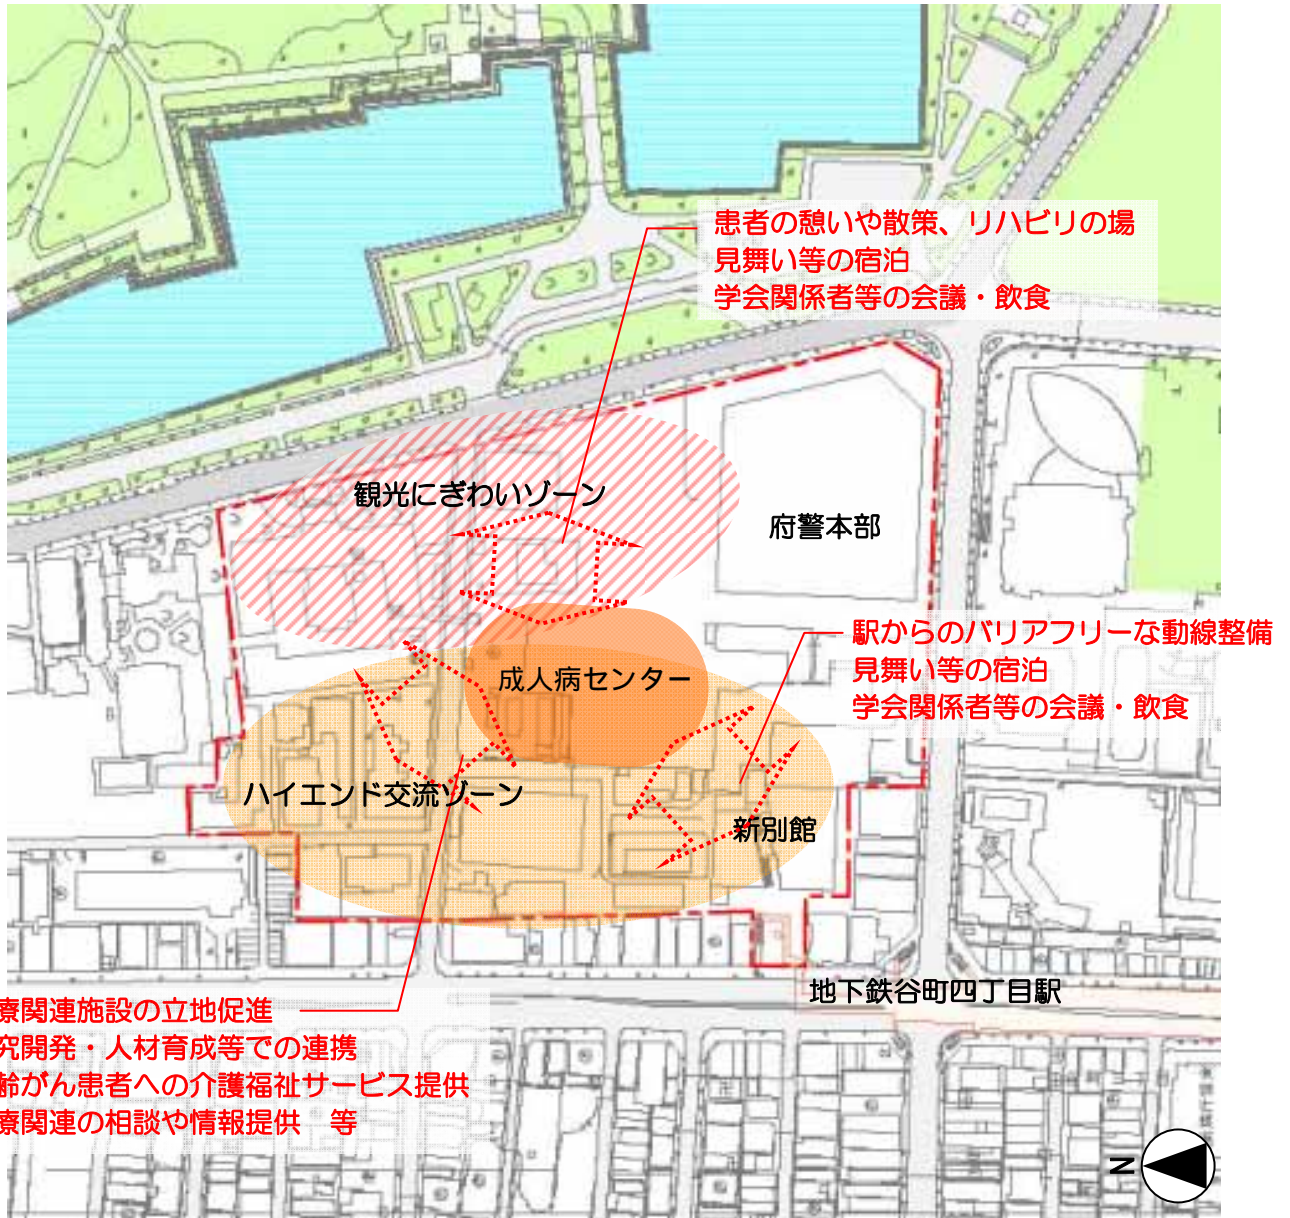 患者の憩いや散策、リハビリの場
見舞い等の宿泊
学会関係者等の会議・飲食
観光にぎわいゾーン
府警本部
駅からのバリアフリーな動線整備
見舞い等の宿泊
学会関係者等の会議・飲食
成人病センター
ハイエンド交流ゾーン
新別館
地下鉄谷町四丁目駅
療関連施設の立地促進
究開発・人材育成等での連携
齢がん患者への介護福祉サービス提供
療関連の相談や情報提供　等
N